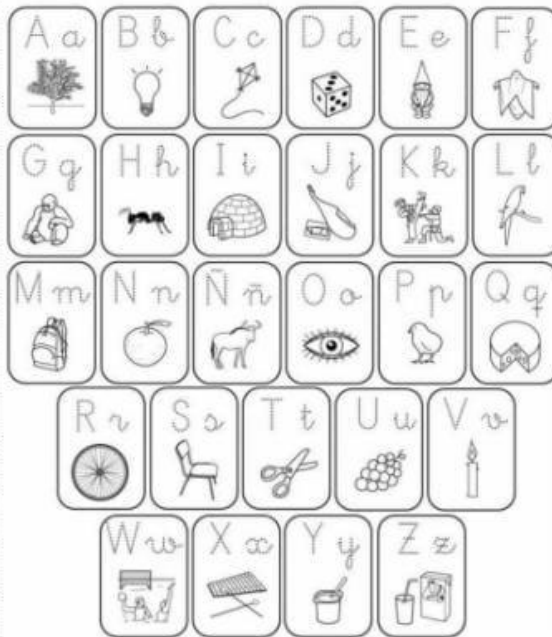 A a B b C c D d E e F f
G g H h I i J j K k L l
M m N n Ñ ñ O o P p Q q
R r S s T t U u V v
W w X x Y y Z z